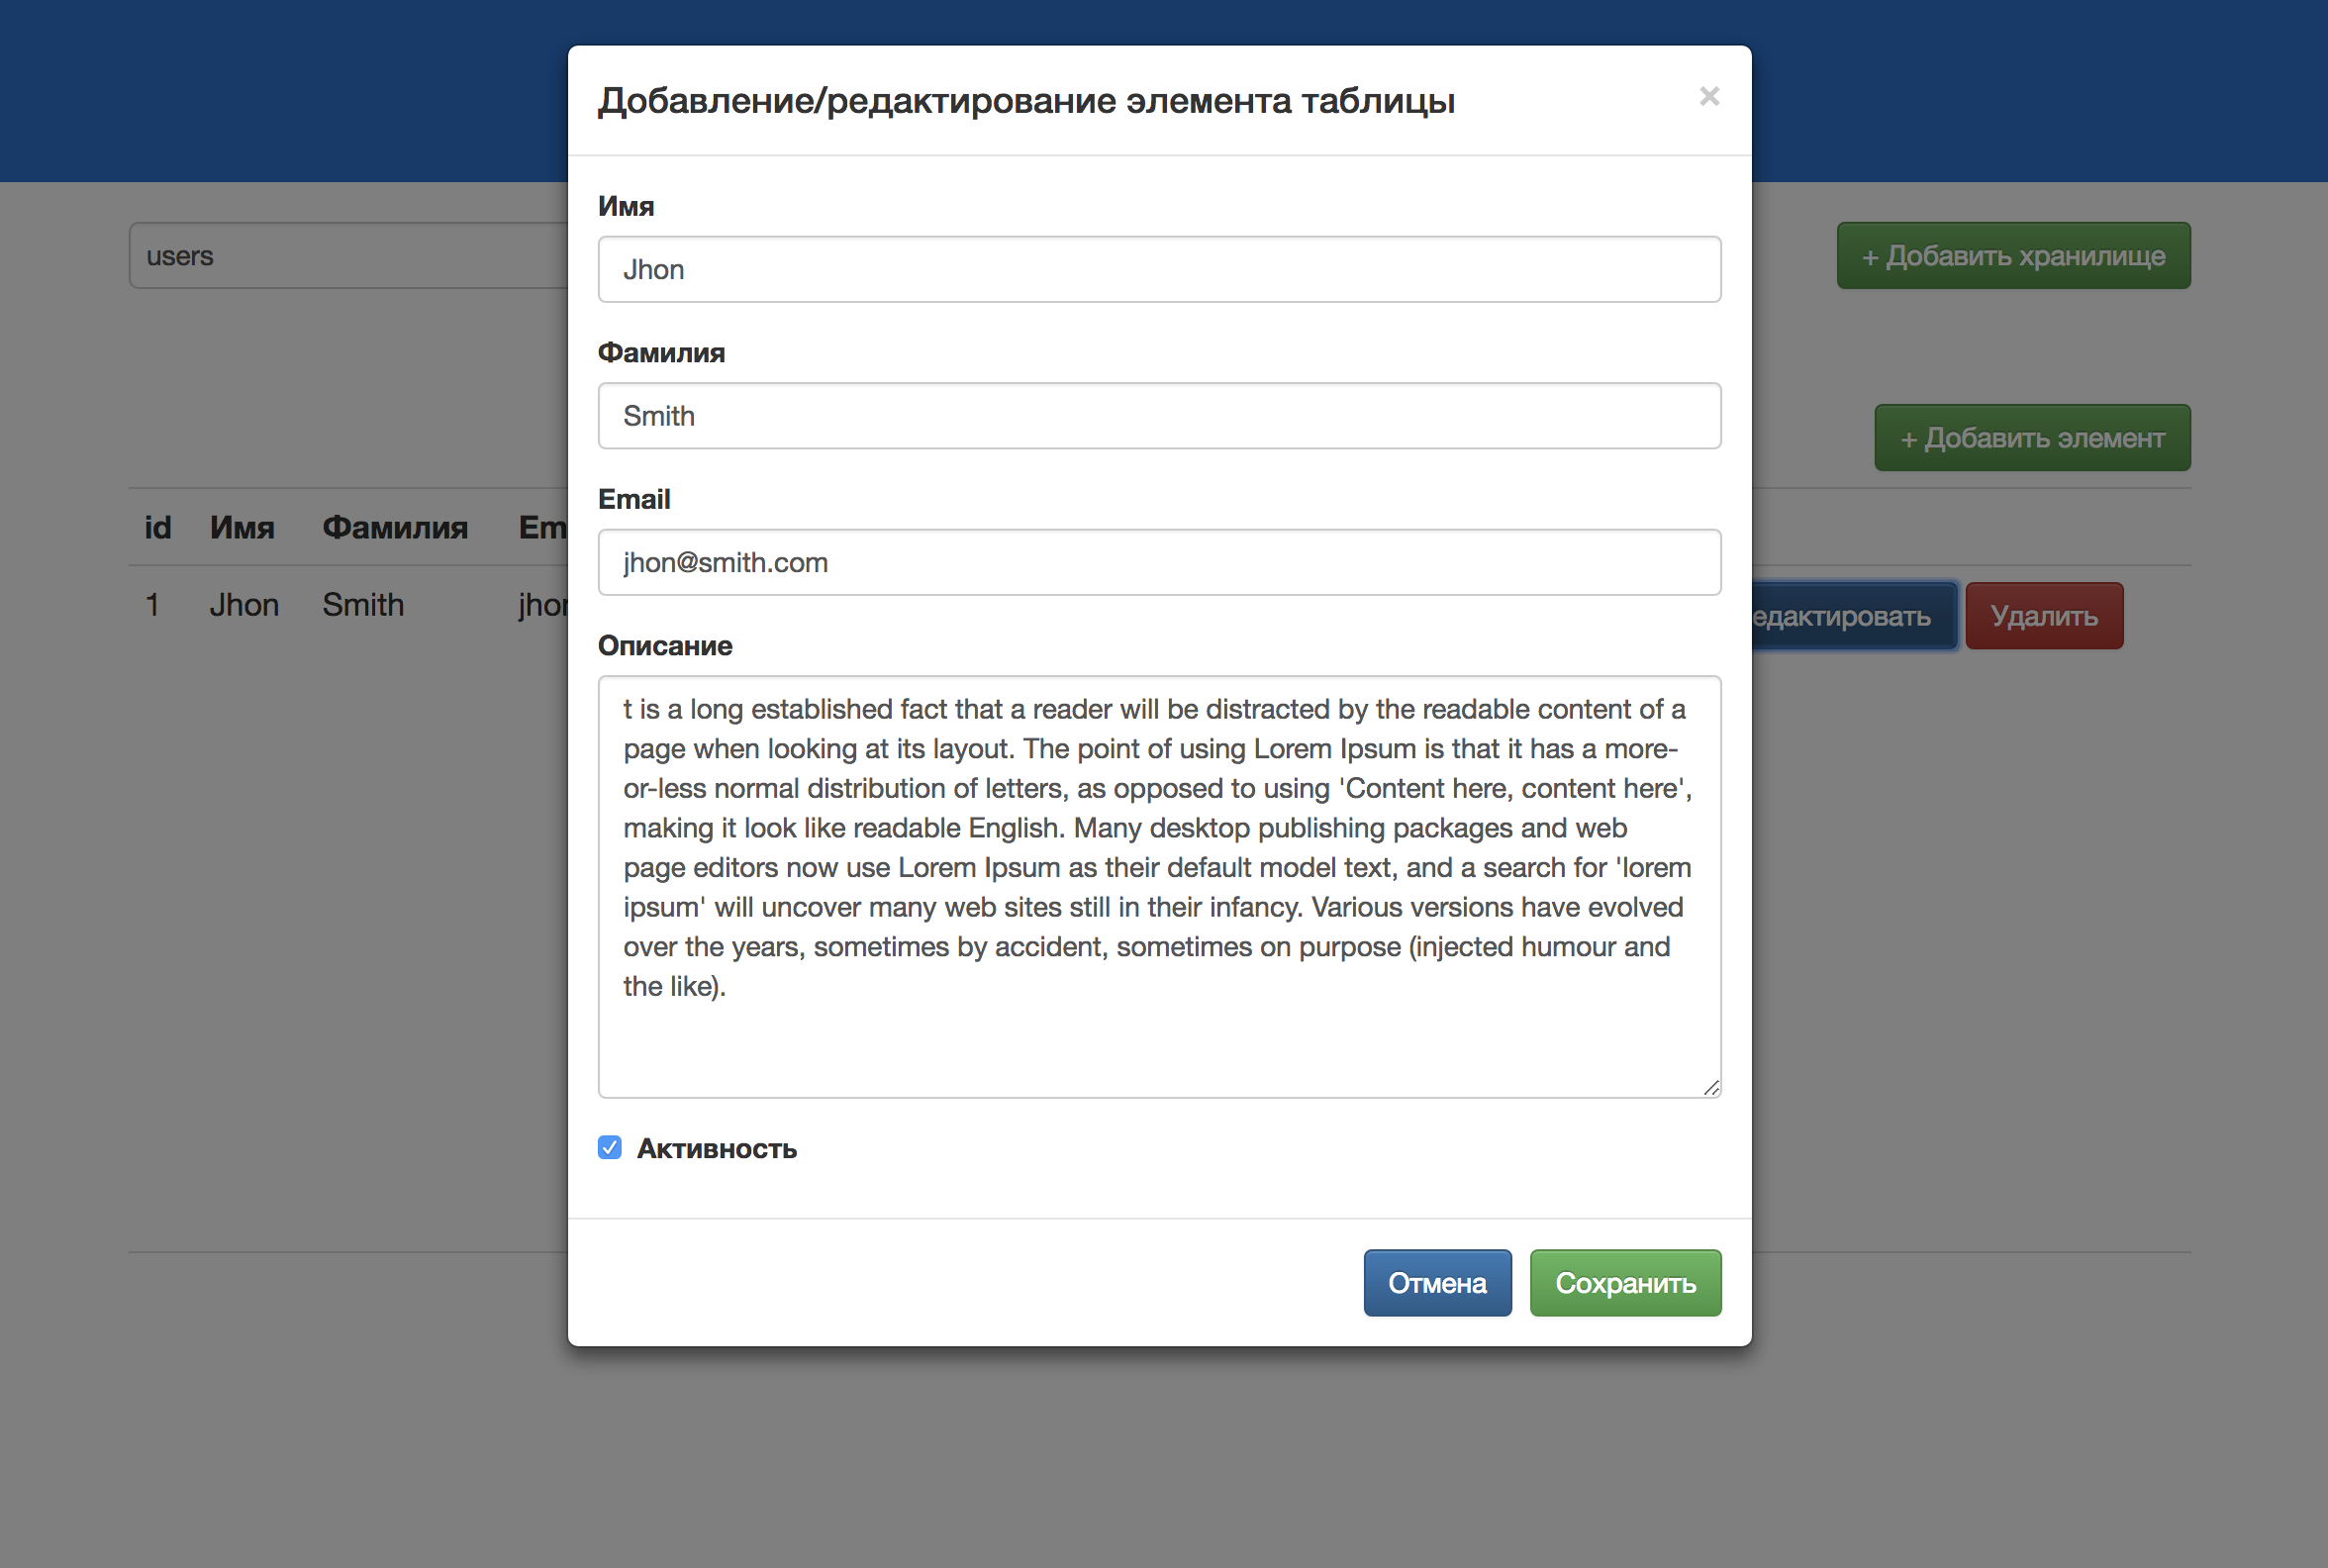 Добавление/редактирование элемента таблицы ×
Имя
Jhon
Фамилия
Smith
Email
jhon@smith.com
Описание
t is a long established fact that a reader will be distracted by the readable content of a
page when looking at its layout. The point of using Lorem Ipsum is that it has a more-
or-less normal distribution of letters, as opposed to using 'Content here, content here',
making it look like readable English. Many desktop publishing packages and web
page editors now use Lorem Ipsum as their default model text, and a search for 'lorem
ipsum' will uncover many web sites still in their infancy. Various versions have evolved
over the years, sometimes by accident, sometimes on purpose (injected humour and
the like).
Активность
Отмена Сохранить
users
+ Добавить хранилище
+ Добавить элемент
id Имя Фамилия Em
1 Jhon Smith jhon
едактировать Удалить